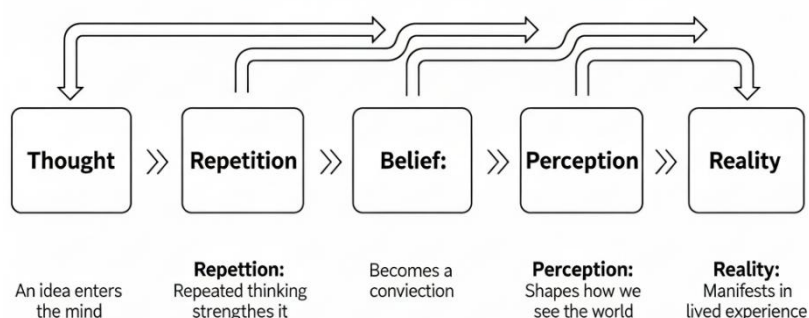 Thought
Repetition
Belief:
Perception
Reality
An idea enters
the mind
Repettion:
Repeated thinking
strengthes it
Becomes a
conviection
Perception:
Shapes how we
see the world
Reality:
Manifests in
lived experience